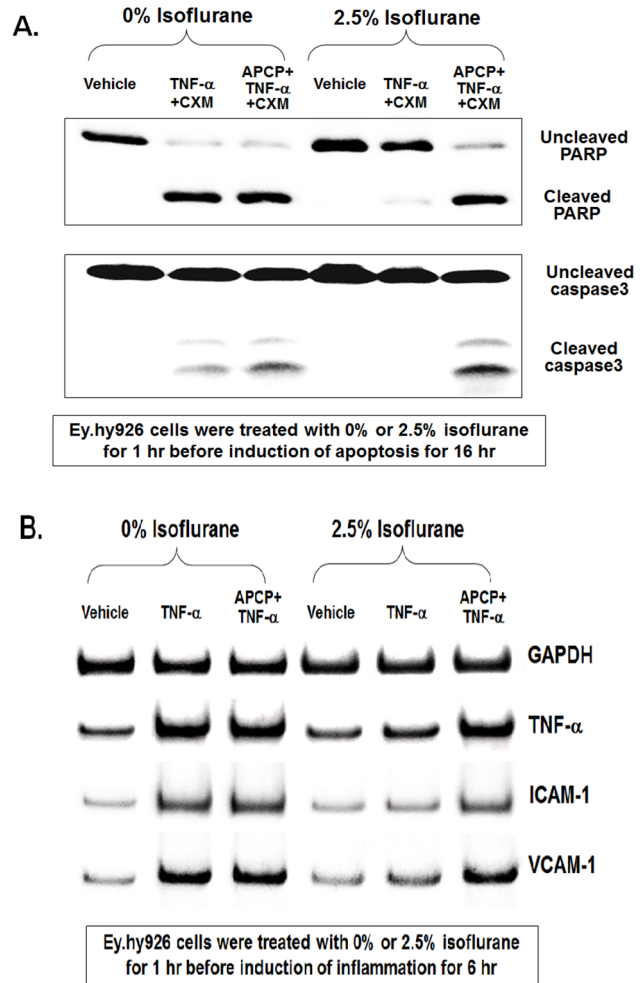 A.
0% Isoflurane
2.5% Isoflurane
Vehicle
TNF-α
+CXM
APCP+
TNF-α
+CXM
Vehicle
TNF-α
+CXM
APCP+
TNF-α
+CXM
Uncleaved
PARP
Cleaved
PARP
Uncleaved
caspase3
Cleaved
caspase3
Ey.hy926 cells were treated with 0% or 2.5% isoflurane
for 1 hr before induction of apoptosis for 16 hr
B.
0% Isoflurane
2.5% Isoflurane
Vehicle
TNF-α
APCP+
TNF-α
Vehicle
TNF-α
APCP+
TNF-α
GAPDH
TNF-α
ICAM-1
VCAM-1
Ey.hy926 cells were treated with 0% or 2.5% isoflurane
for 1 hr before induction of inflammation for 6 hr